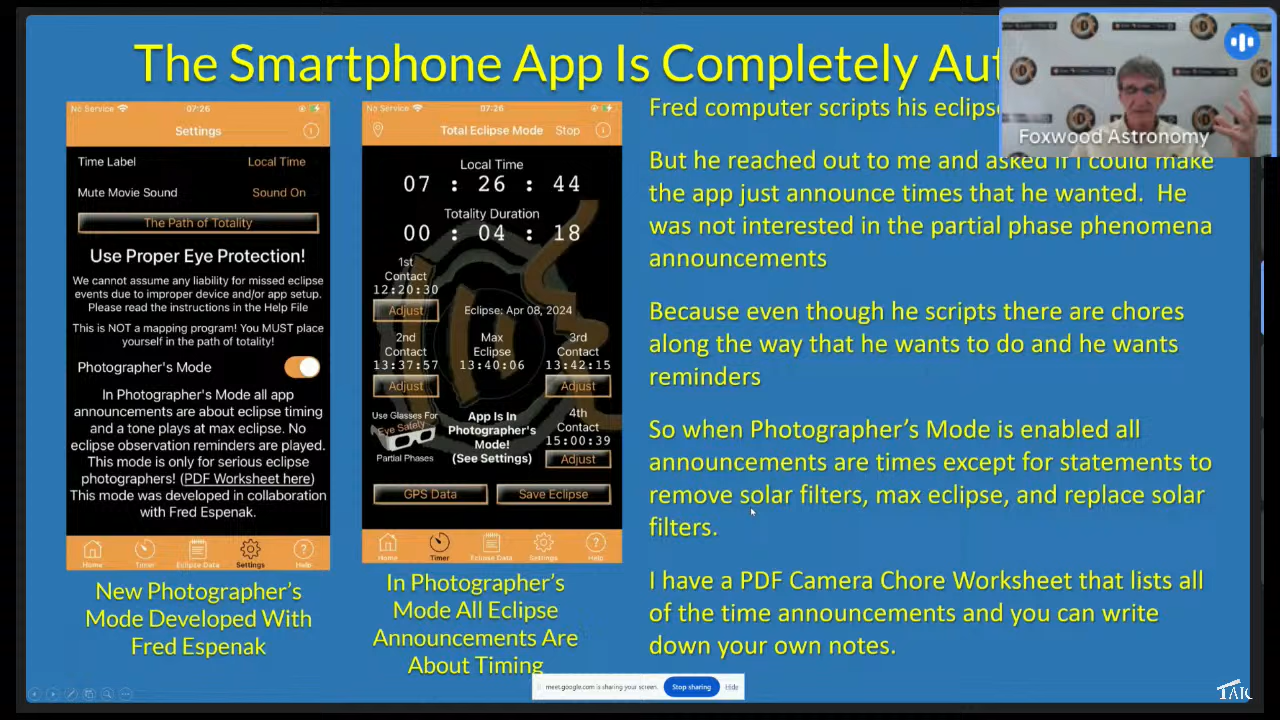 The Smartphone App Is Completely Aut
No Service
07:26
Settings
Time Label
Local Time
Mute Movie Sound
Sound On
The Path of Totality
Use Proper Eye Protection!
We cannot assume any liability for missed eclipse
events due to improper device and/or app setup.
Please read the instructions in the Help File
This is NOT a mapping program! You MUST place
yourself in the path of totality!
Photographer's Mode
In Photographer's Mode all app
announcements are about eclipse timing
and a tone plays at max eclipse. No
eclipse observation reminders are played.
This mode is only for serious eclipse
photographers! (PDF Worksheet here)
This mode was developed in collaboration
with Fred Espenak.
Home
Timer
Eclipse Data
Settings
Help
New Photographer's
Mode Developed With
Fred Espenak
No Service
07:26
Total Eclipse Mode
Stop
Local Time
07 : 26 : 44
Totality Duration
00 : 04 : 18
1st
Contact
12:20:30
Adjust
Eclipse: Apr 08, 2024
2nd
Contact
13:37:57
Adjust
Max
Eclipse
13:40:06
3rd
Contact
13:42:15
Adjust
Use Glasses For
Eye Safety
Partial Phases
App Is In
Photographer's
Mode!
(See Settings)
4th
Contact
15:00:39
Adjust
GPS Data
Save Eclipse
Home
Timer
Eclipse Data
Settings
Help
In Photographer's
Mode All Eclipse
Announcements Are
About Timing
Fred computer scripts his eclipse
But he reached out to me and asked if I could make
the app just announce times that he wanted. He
was not interested in the partial phase phenomena
announcements
Because even though he scripts there are chores
along the way that he wants to do and he wants
reminders
So when Photographer's Mode is enabled all
announcements are times except for statements to
remove solar filters, max eclipse, and replace solar
filters.
I have a PDF Camera Chore Worksheet that lists all
of the time announcements and you can write
down your own notes.
Foxwood Astronomy
meet.google.com is sharing your screen.
Stop sharing
Hide